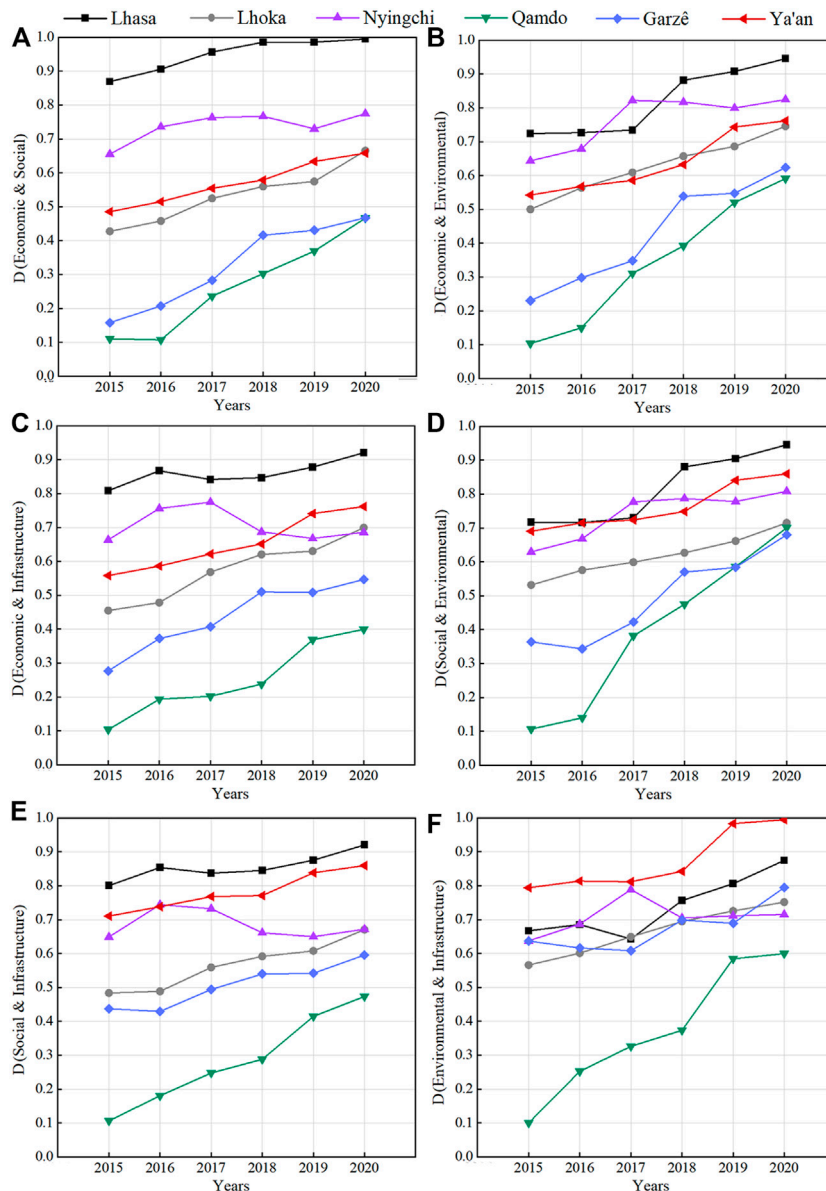 Lhasa Lhoka Nyingchi Qamdo Garzê Ya'an
A
D (Economic & Social)
1.0
0.9
0.8
0.7
0.6
0.5
0.4
0.3
0.2
0.1
0.0
2015 2016 2017 2018 2019 2020
Years
B
D (Economic & Environmental)
1.0
0.9
0.8
0.7
0.6
0.5
0.4
0.3
0.2
0.1
0.0
2015 2016 2017 2018 2019 2020
Years
C
D (Economic & Infrastructure)
1.0
0.9
0.8
0.7
0.6
0.5
0.4
0.3
0.2
0.1
0.0
2015 2016 2017 2018 2019 2020
Years
D
D(Social & Environmental)
1.0
0.9
0.8
0.7
0.6
0.5
0.4
0.3
0.2
0.1
0.0
2015 2016 2017 2018 2019 2020
Years
E
D (Social & Infrastructure)
1.0
0.9
0.8
0.7
0.6
0.5
0.4
0.3
0.2
0.1
0.0
2015 2016 2017 2018 2019 2020
Years
F
D(Environmental & Infrastructure)
1.0
0.9
0.8
0.7
0.6
0.5
0.4
0.3
0.2
0.1
0.0
2015 2016 2017 2018 2019 2020
Years